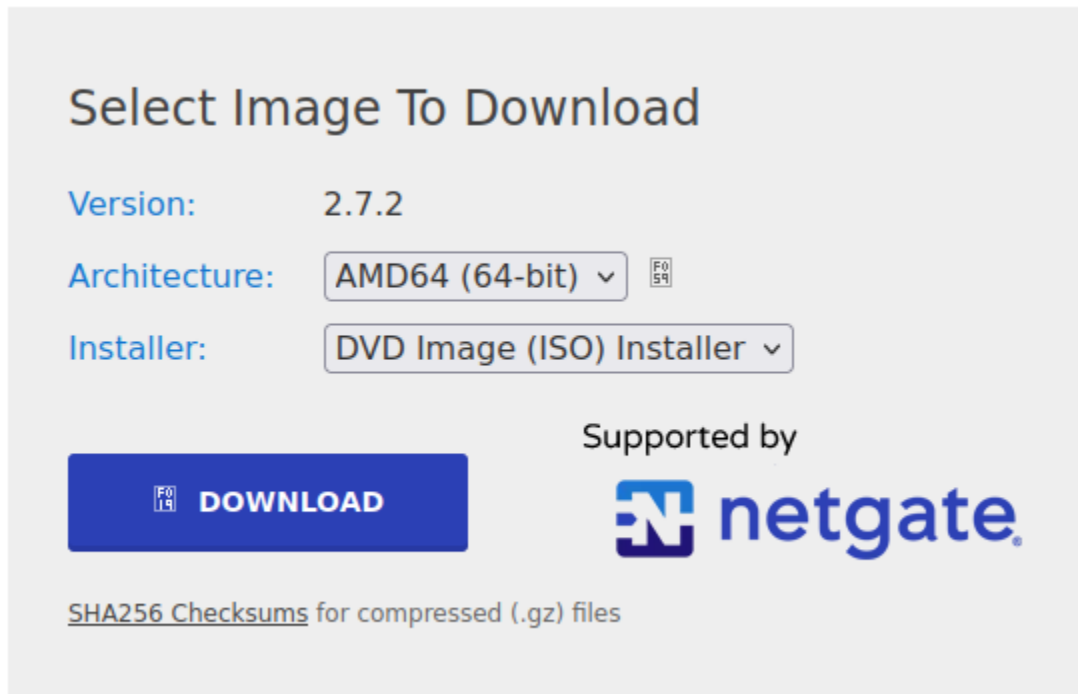 Select Image To Download
Version: 2.7.2
Architecture: AMD64 (64-bit)
Installer: DVD Image (ISO) Installer
Supported by
DOWNLOAD
netgate®
SHA256 Checksums for compressed (.gz) files